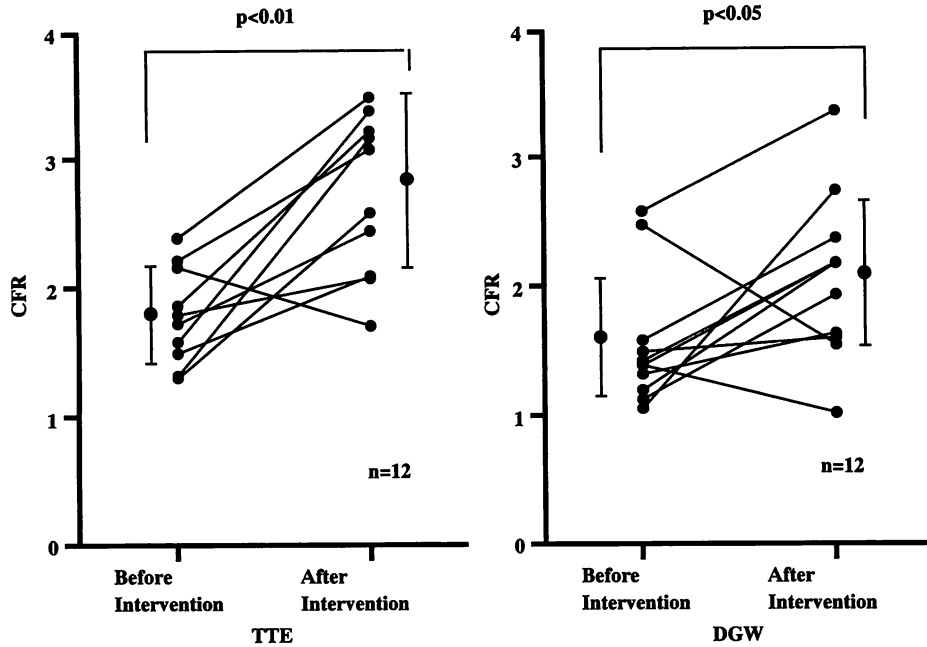 p<0.01
4
3
2
1
0
CFR
n=12
Before
Intervention
After
Intervention
TTE
p<0.05
4
3
2
1
0
CFR
n=12
Before
Intervention
After
Intervention
DGW